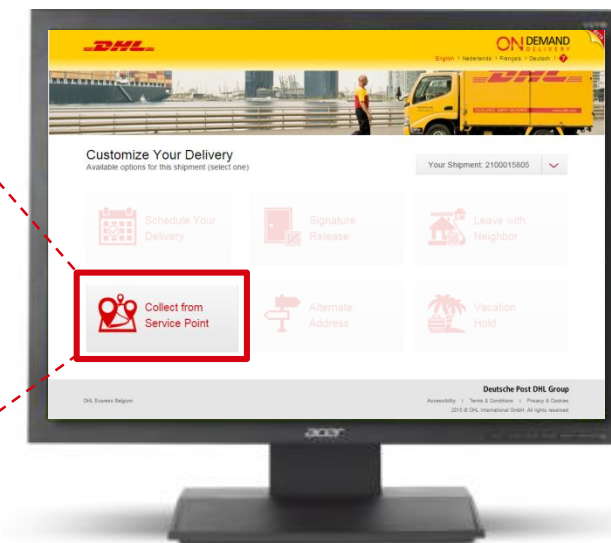 DHL
ON DEMAND
DELIVERY
English | Nederlands | Français | Deutsch | ?
DHL
Customize Your Delivery
Available options for this shipment (select one)
Your Shipment: 2100015805
Schedule Your
Delivery
Signature
Release
Leave with
Neighbor
Collect from
Service Point
Alternate
Address
Vacation
Hold
Deutsche Post DHL Group
DHL Express Belgium
Accessibility | Terms & Conditions | Privacy & Cookies
2015 © DHL International GmbH. All rights reserved.
acer